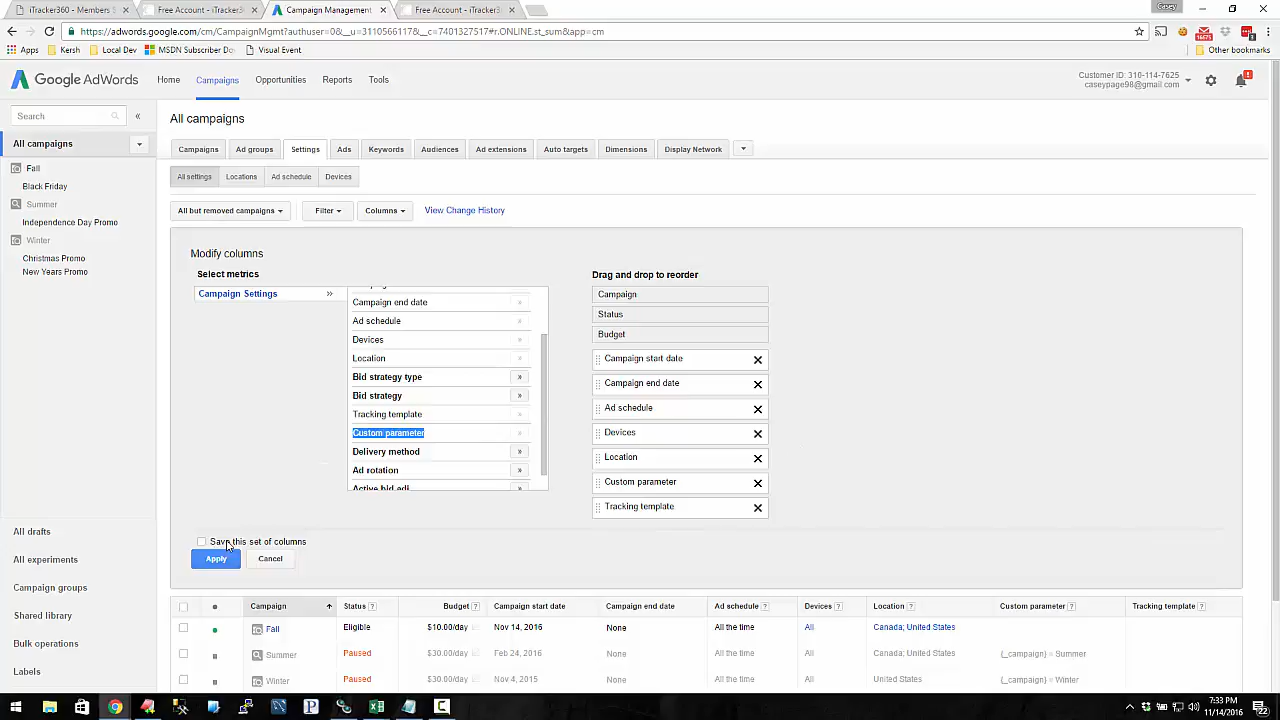 iTracker360 - Members S
Free Account - iTracker3
Campaign Management
Free Account - iTracker3
Casey
https://adwords.google.com/cm/CampaignMgmt?authuser=0&__u=3110566117&__c=7401327517#r.ONLINE.st_sum&app=cm
Apps
Kersh
Local Dev
MSDN Subscriber Do
Visual Event
Other bookmarks
Google AdWords
Home
Campaigns
Opportunities
Reports
Tools
Customer ID: 310-114-7625
caseypage98@gmail.com
Search
«
All campaigns
Fall
Black Friday
Summer
Independence Day Promo
Winter
Christmas Promo
New Years Promo
All drafts
All experiments
Campaign groups
Shared library
Bulk operations
Labels
All campaigns
Campaigns
Ad groups
Settings
Ads
Keywords
Audiences
Ad extensions
Auto targets
Dimensions
Display Network
All settings
Locations
Ad schedule
Devices
All but removed campaigns
Filter
Columns
View Change History
Modify columns
Select metrics
Campaign Settings »
Campaign end date
Ad schedule
Devices
Location
Bid strategy type »
Bid strategy »
Tracking template
Custom parameter
Delivery method »
Ad rotation »
Active bid adj.
Drag and drop to reorder
Campaign
Status
Budget
Campaign start date
Campaign end date
Ad schedule
Devices
Location
Custom parameter
Tracking template
Save this set of columns
Apply
Cancel
Campaign Status ? Budget ? Campaign start date Campaign end date Ad schedule ? Devices ? Location ? Custom parameter ? Tracking template ?
Fall Eligible $10.00/day Nov 14, 2016 None All the time All Canada; United States
Summer Paused $30.00/day Feb 24, 2016 None All the time All Canada; United States {_campaign} = Summer
Winter Paused $30.00/day Nov 4, 2015 None All the time All United States {_campaign} = Winter
7:33 PM
11/14/2016